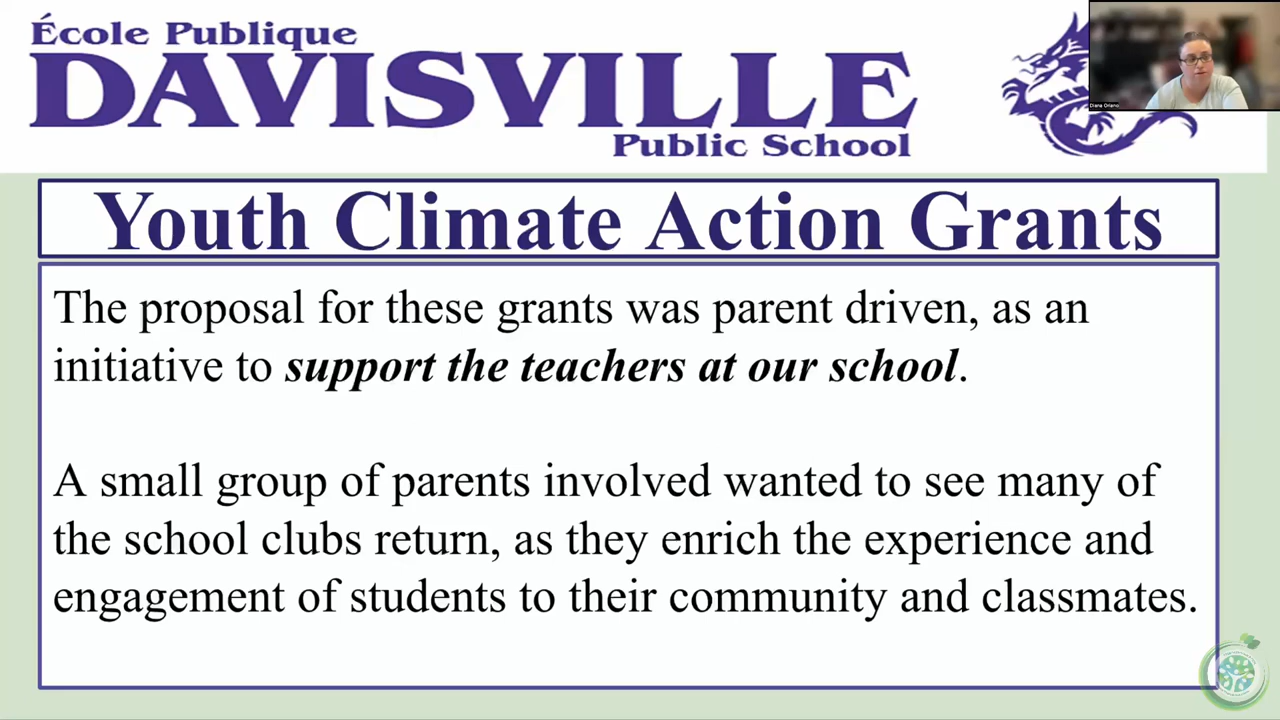 École Publique
DAVISVILLE
Public School
Diana Orlano
Youth Climate Action Grants
The proposal for these grants was parent driven, as an
initiative to support the teachers at our school.
A small group of parents involved wanted to see many of
the school clubs return, as they enrich the experience and
engagement of students to their community and classmates.